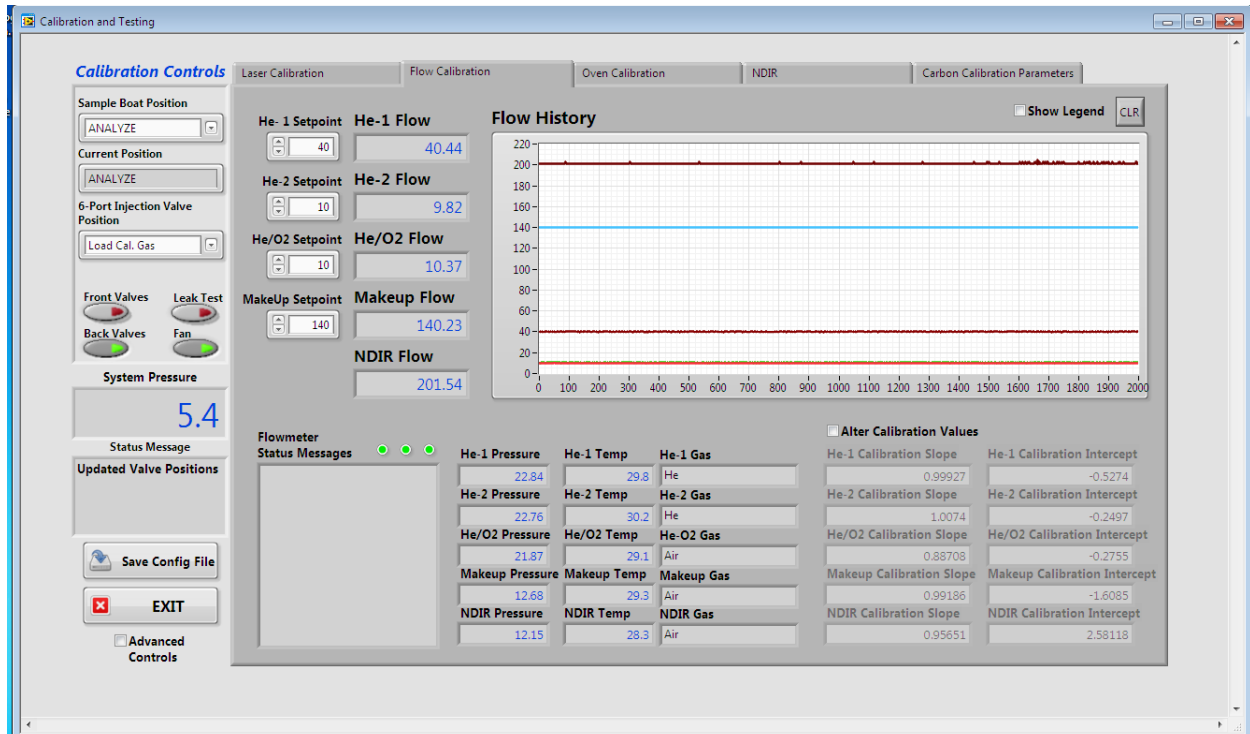 Calibration and Testing
Calibration Controls
Laser Calibration
Flow Calibration
Oven Calibration
NDIR
Carbon Calibration Parameters
Sample Boat Position
ANALYZE
Current Position
ANALYZE
6-Port Injection Valve
Position
Load Cal. Gas
Front Valves
Leak Test
Back Valves
Fan
System Pressure
5.4
Status Message
Updated Valve Positions
Save Config File
EXIT
Advanced
Controls
He- 1 Setpoint
He-1 Flow
40
40.44
He-2 Setpoint
He-2 Flow
10
9.82
He/O2 Setpoint
He/O2 Flow
10
10.37
MakeUp Setpoint
Makeup Flow
140
140.23
NDIR Flow
201.54
Flow History
Show Legend
CLR
220
200
180
160
140
120
100
80
60
40
20
0
0 100 200 300 400 500 600 700 800 900 1000 1100 1200 1300 1400 1500 1600 1700 1800 1900 2000
Flowmeter
Status Messages
He-1 Pressure He-1 Temp He-1 Gas
22.84 29.8 He
He-2 Pressure He-2 Temp He-2 Gas
22.76 30.2 He
He/O2 Pressure He/O2 Temp He-O2 Gas
21.87 29.1 Air
Makeup Pressure Makeup Temp Makeup Gas
12.68 29.3 Air
NDIR Pressure NDIR Temp NDIR Gas
12.15 28.3 Air
Alter Calibration Values
He-1 Calibration Slope He-1 Calibration Intercept
0.99927 -0.5274
He-2 Calibration Slope He-2 Calibration Intercept
1.0074 -0.2497
He/O2 Calibration Slope He/O2 Calibration Intercept
0.88708 -0.2755
Makeup Calibration Slope Makeup Calibration Intercept
0.99186 -1.6085
NDIR Calibration Slope NDIR Calibration Intercept
0.95651 2.58118